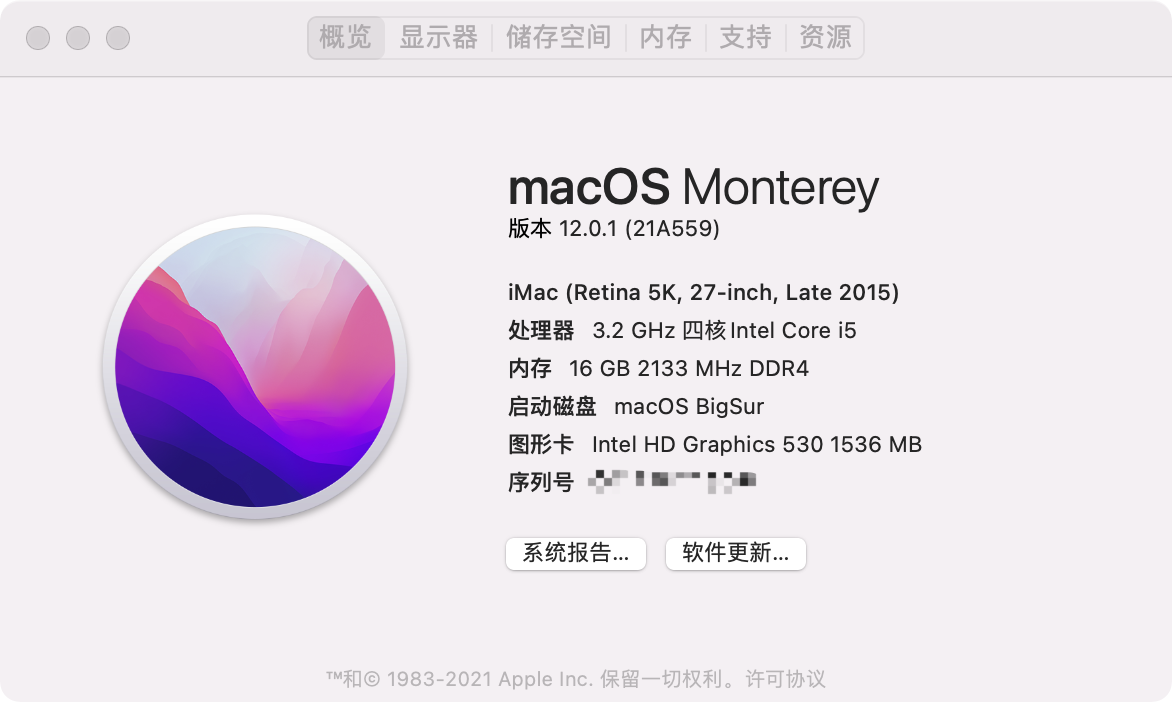 概览 显示器 储存空间 内存 支持 资源
macOS Monterey
版本 12.0.1 (21A559)
iMac (Retina 5K, 27-inch, Late 2015)
处理器 3.2 GHz 四核Intel Core i5
内存 16 GB 2133 MHz DDR4
启动磁盘 macOS BigSur
图形卡 Intel HD Graphics 530 1536 MB
序列号
系统报告... 软件更新...
™和© 1983-2021 Apple Inc. 保留一切权利。许可协议